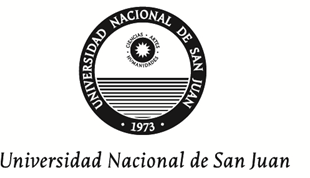 UNIVERSIDAD NACIONAL DE SAN JUAN
CIENCIAS • ARTES • HUMANIDADES
• 1973 •
Universidad Nacional de San Juan